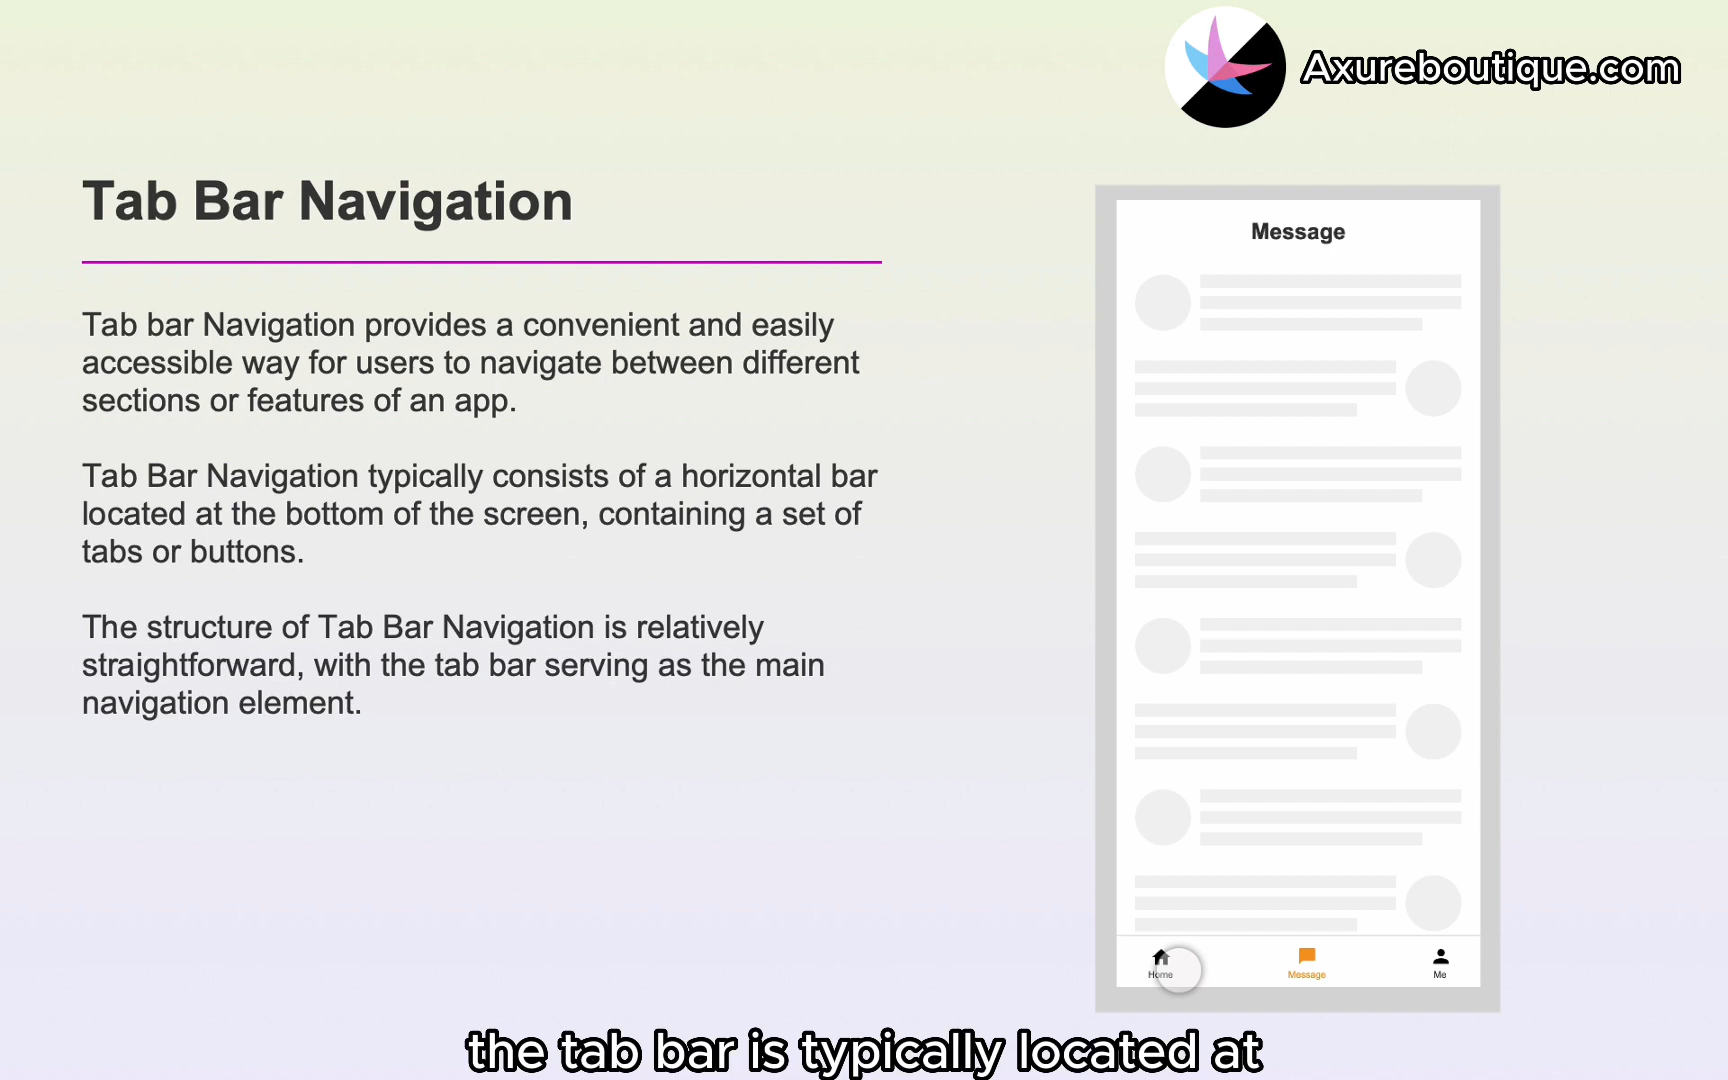 Axureboutique.com
Tab Bar Navigation
Tab bar Navigation provides a convenient and easily
accessible way for users to navigate between different
sections or features of an app.
Tab Bar Navigation typically consists of a horizontal bar
located at the bottom of the screen, containing a set of
tabs or buttons.
The structure of Tab Bar Navigation is relatively
straightforward, with the tab bar serving as the main
navigation element.
Message
Home
Message
Me
the tab bar is typically located at